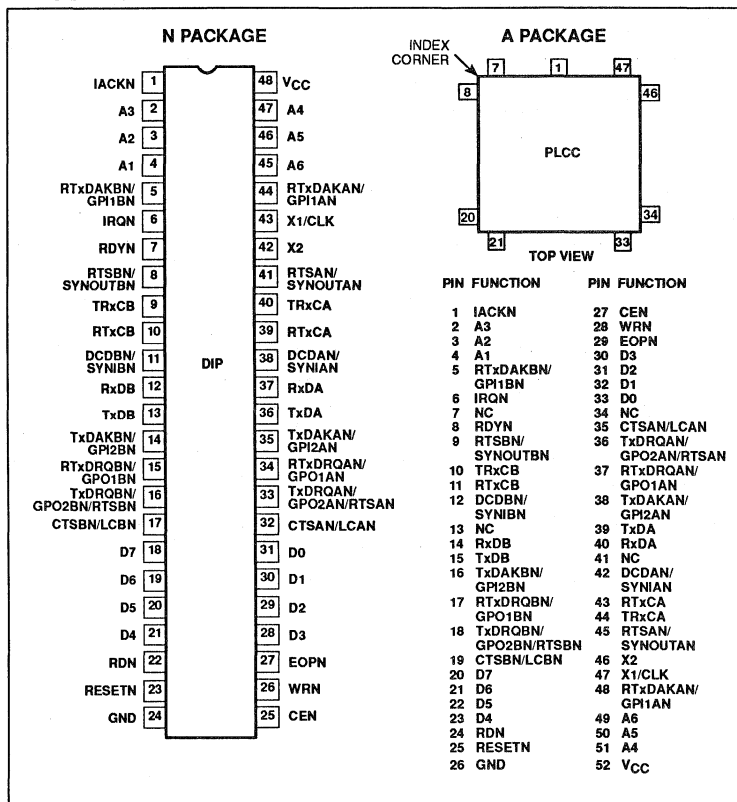 N PACKAGE
IACKN 1 48 VCC
A3 2 47 A4
A2 3 46 A5
A1 4 45 A6
RTxDAKBN/
GPI1BN 5 44 RTxDAKAN/
GPI1AN
IRQN 6 43 X1/CLK
RDYN 7 42 X2
RTSBN/
SYNOUTBN 8 41 RTSAN/
SYNOUTAN
TRxCB 9 40 TRxCA
RTxCB 10 39 RTxCA
DCDBN/
SYNIBN 11 38 DCDAN/
SYNIAN
DIP
RxDB 12 37 RxDA
TxDB 13 36 TxDA
TxDAKBN/
GPI2BN 14 35 TxDAKAN/
GPI2AN
RTxDRQBN/
GPO1BN 15 34 RTxDRQAN/
GPO1AN
TxDRQBN/
GPO2BN/RTSBN 16 33 TxDRQAN/
GPO2AN/RTSAN
CTSBN/LCBN 17 32 CTSAN/LCAN
D7 18 31 D0
D6 19 30 D1
D5 20 29 D2
D4 21 28 D3
RDN 22 27 EOPN
RESETN 23 26 WRN
GND 24 25 CEN
A PACKAGE
INDEX
CORNER
7 1 47
8 46
PLCC
20 34
21 33
TOP VIEW
PIN FUNCTION
1 IACKN
2 A3
3 A2
4 A1
5 RTxDAKBN/
GPI1BN
6 IRQN
7 NC
8 RDYN
9 RTSBN/
SYNOUTBN
10 TRxCB
11 RTxCB
12 DCDBN/
SYNIBN
13 NC
14 RxDB
15 TxDB
16 TxDAKBN/
GPI2BN
17 RTxDRQBN/
GPO1BN
18 TxDRQBN/
GPO2BN/RTSBN
19 CTSBN/LCBN
20 D7
21 D6
22 D5
23 D4
24 RDN
25 RESETN
26 GND
PIN FUNCTION
27 CEN
28 WRN
29 EOPN
30 D3
31 D2
32 D1
33 D0
34 NC
35 CTSAN/LCAN
36 TxDRQAN/
GPO2AN/RTSAN
37 RTxDRQAN/
GPO1AN
38 TxDAKAN/
GPI2AN
39 TxDA
40 RxDA
41 NC
42 DCDAN/
SYNIAN
43 RTxCA
44 TRxCA
45 RTSAN/
SYNOUTAN
46 X2
47 X1/CLK
48 RTxDAKAN/
GPI1AN
49 A6
50 A5
51 A4
52 VCC